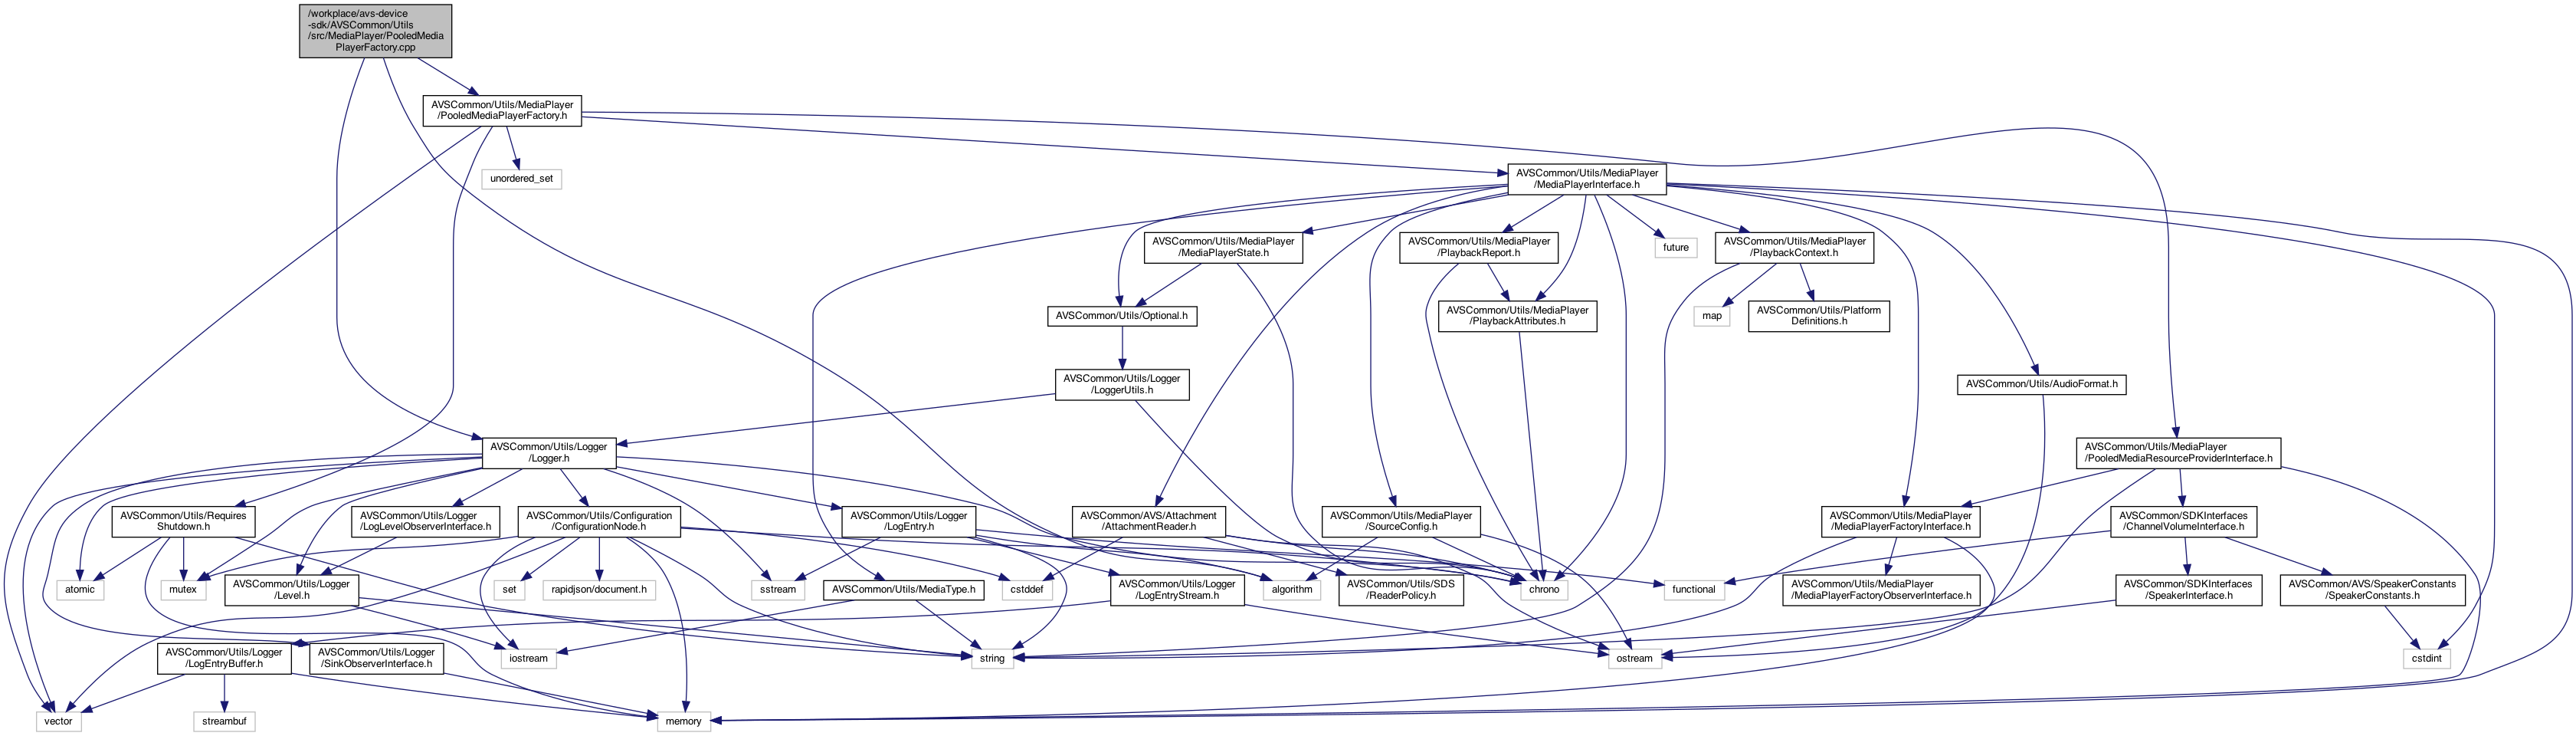 /workplace/avs-device
-sdk/AVSCommon/Utils
/src/MediaPlayer/PooledMedia
PlayerFactory.cpp
AVSCommon/Utils/MediaPlayer
/PooledMediaPlayerFactory.h
unordered_set
AVSCommon/Utils/MediaPlayer
/MediaPlayerInterface.h
AVSCommon/Utils/MediaPlayer
/MediaPlayerState.h
AVSCommon/Utils/MediaPlayer
/PlaybackReport.h
future
AVSCommon/Utils/MediaPlayer
/PlaybackContext.h
AVSCommon/Utils/Optional.h
AVSCommon/Utils/MediaPlayer
/PlaybackAttributes.h
map
AVSCommon/Utils/Platform
Definitions.h
AVSCommon/Utils/Logger
/LoggerUtils.h
AVSCommon/Utils/AudioFormat.h
AVSCommon/Utils/Logger
/Logger.h
AVSCommon/Utils/MediaPlayer
/PooledMediaResourceProviderInterface.h
AVSCommon/Utils/Requires
Shutdown.h
AVSCommon/Utils/Logger
/LogLevelObserverInterface.h
AVSCommon/Utils/Configuration
/ConfigurationNode.h
AVSCommon/Utils/Logger
/LogEntry.h
AVSCommon/AVS/Attachment
/AttachmentReader.h
AVSCommon/Utils/MediaPlayer
/SourceConfig.h
AVSCommon/Utils/MediaPlayer
/MediaPlayerFactoryInterface.h
AVSCommon/SDKInterfaces
/ChannelVolumeInterface.h
atomic
mutex
AVSCommon/Utils/Logger
/Level.h
set
rapidjson/document.h
sstream
AVSCommon/Utils/MediaType.h
cstddef
AVSCommon/Utils/Logger
/LogEntryStream.h
algorithm
AVSCommon/Utils/SDS
/ReaderPolicy.h
chrono
functional
AVSCommon/Utils/MediaPlayer
/MediaPlayerFactoryObserverInterface.h
AVSCommon/SDKInterfaces
/SpeakerInterface.h
AVSCommon/AVS/SpeakerConstants
/SpeakerConstants.h
AVSCommon/Utils/Logger
/LogEntryBuffer.h
AVSCommon/Utils/Logger
/SinkObserverInterface.h
iostream
string
ostream
cstdint
vector
streambuf
memory